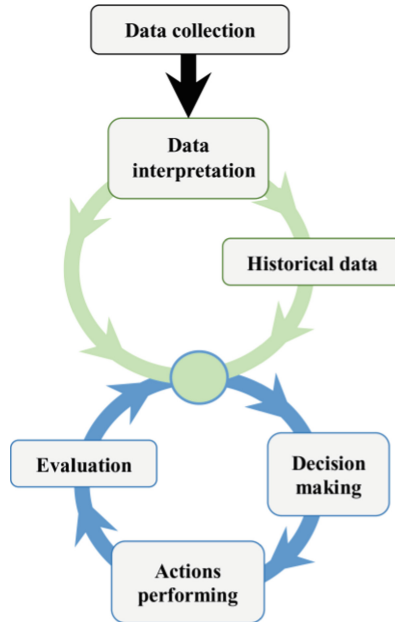 Data collection
Data
interpretation
Historical data
Evaluation
Decision
making
Actions
performing